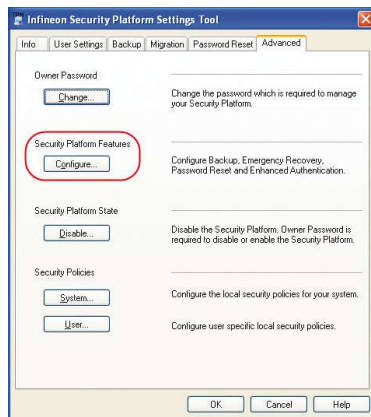 Infineon Security Platform Settings Tool
Info User Settings Backup Migration Password Reset Advanced
Owner Password
Change...
Change the password which is required to manage
your Security Platform.
Security Platform Features
Configure...
Configure Backup, Emergency Recovery,
Password Reset and Enhanced Authentication.
Security Platform State
Disable...
Disable the Security Platform. Owner Password is
required to disable or enable the Security Platform.
Security Policies
System...
Configure the local security policies for your system.
User...
Configure user specific local security policies.
OK Cancel Help